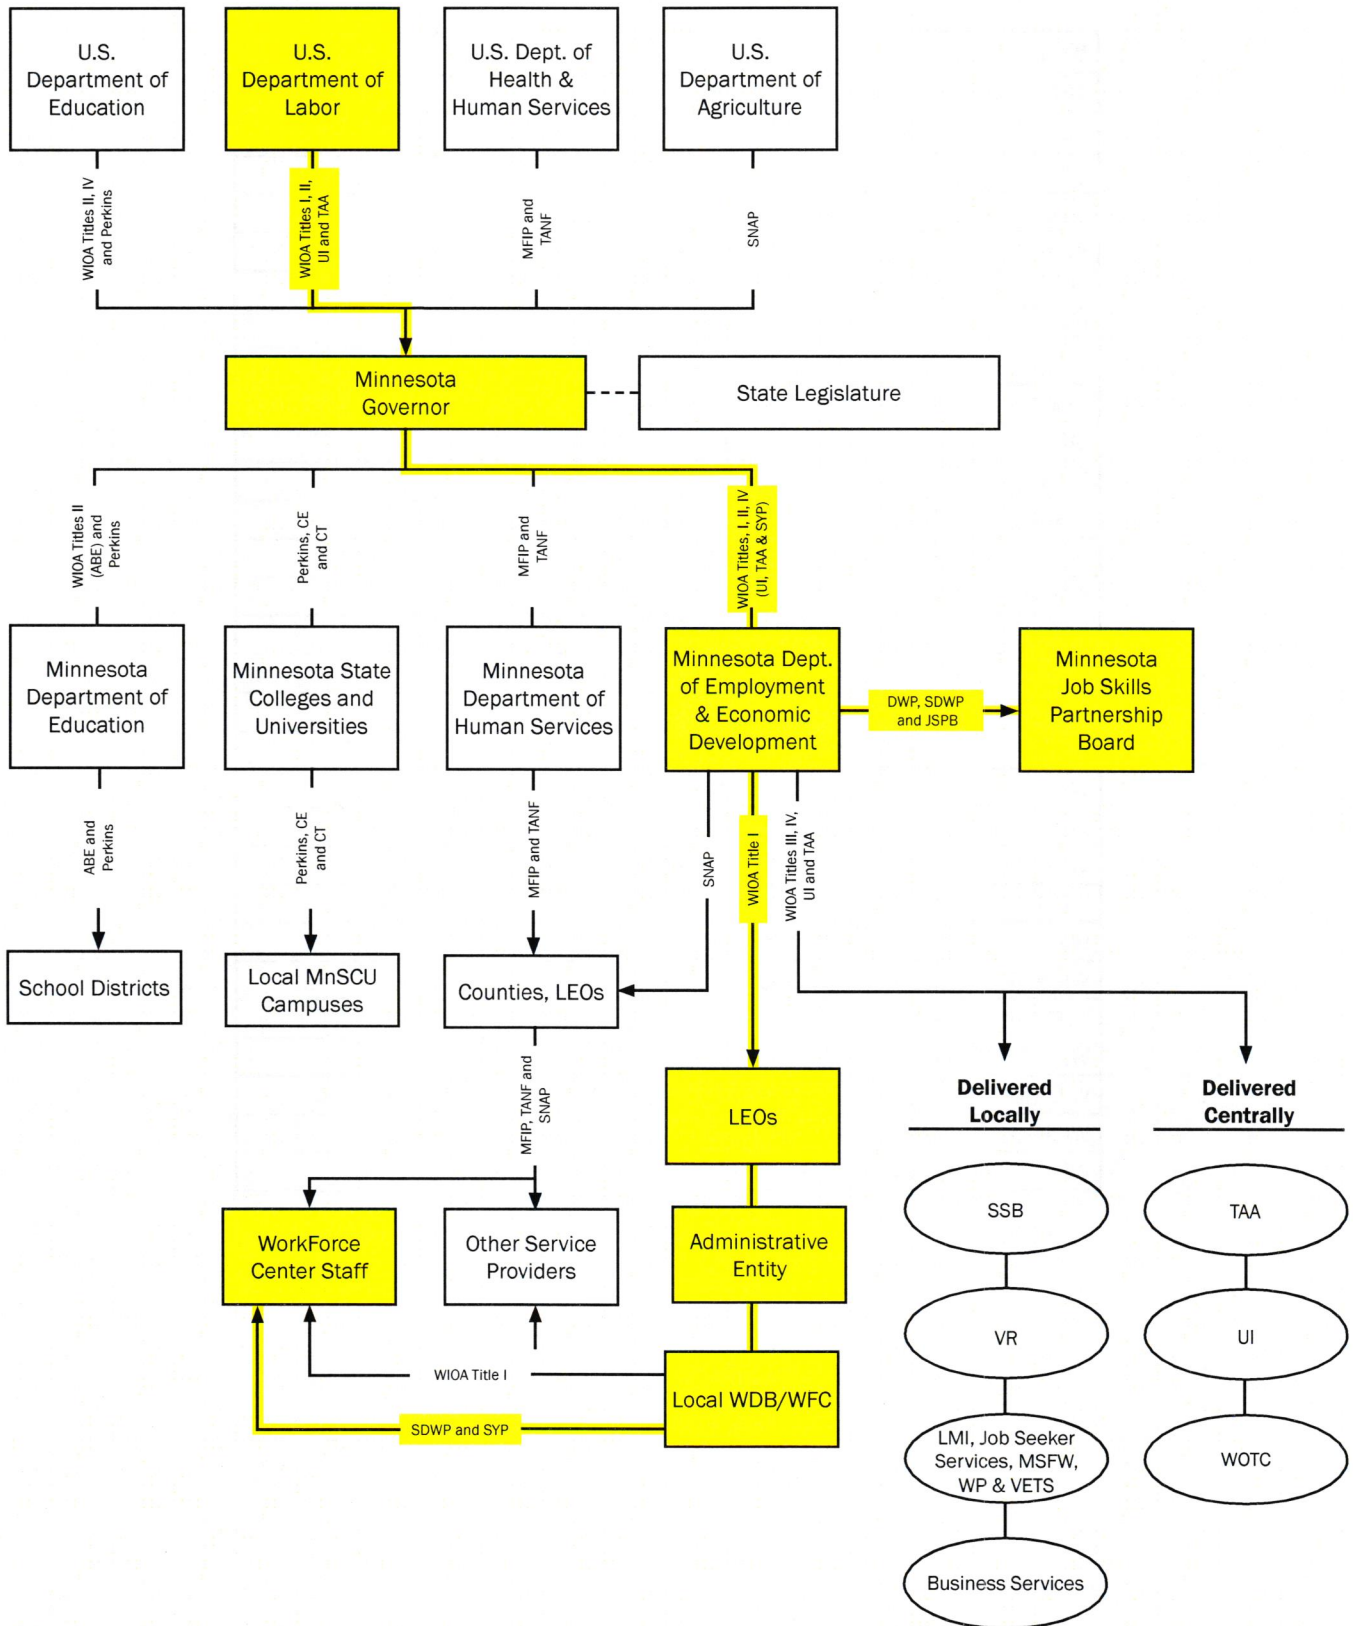 U.S.
Department of
Education
U.S.
Department of
Labor
U.S. Dept. of
Health &
Human Services
U.S.
Department of
Agriculture
WIOA Titles II, IV
and Perkins
WIOA Titles I, II,
UI and TAA
MFIP and
TANF
SNAP
Minnesota
Governor
State Legislature
WIOA Titles II
(ABE) and
Perkins
Perkins, CE
and CT
MFIP and
TANF
WIOA Titles, I, II, IV
(UI, TAA & SYP)
Minnesota
Department of
Education
Minnesota State
Colleges and
Universities
Minnesota
Department of
Human Services
Minnesota Dept.
of Employment
& Economic
Development
DWP, SDWP
and JSPB
Minnesota
Job Skills
Partnership
Board
ABE and
Perkins
Perkins, CE
and CT
MFIP and TANF
SNAP
WIOA Title I
WIOA Titles III, IV,
UI and TAA
School Districts
Local MnSCU
Campuses
Counties, LEOs
MFIP, TANF and
SNAP
LEOs
Delivered
Locally
Delivered
Centrally
WorkForce
Center Staff
Other Service
Providers
Administrative
Entity
SSB
TAA
VR
UI
WIOA Title I
Local WDB/WFC
SDWP and SYP
LMI, Job Seeker
Services, MSFW,
WP & VETS
WOTC
Business Services